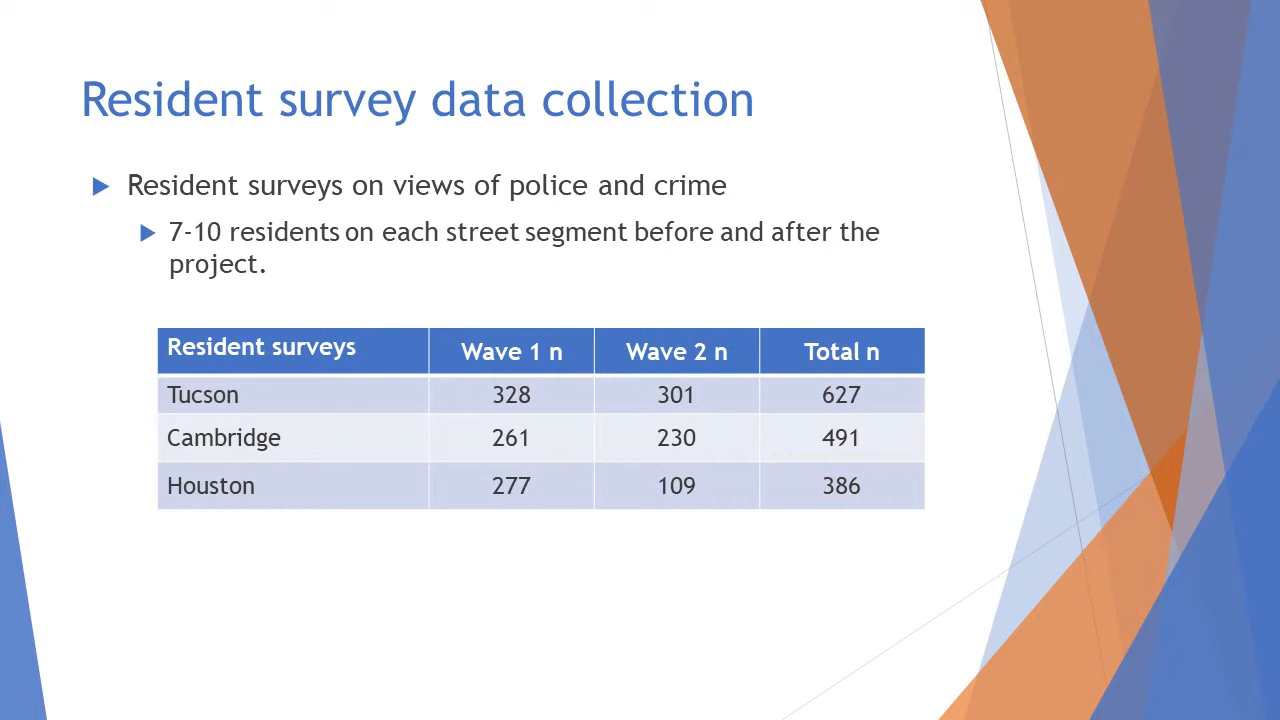 Resident survey data collection
Resident surveys on views of police and crime
7-10 residents on each street segment before and after the
project.
Resident surveys Wave 1 n Wave 2 n Total n
Tucson 328 301 627
Cambridge 261 230 491
Houston 277 109 386